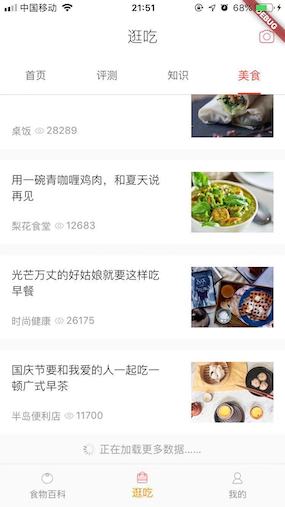 中国移动
21:51
68%
DEBUG
逛吃
首页 评测 知识 美食
桌饭 28289
用一碗青咖喱鸡肉，和夏天说
再见
梨花食堂 12683
光芒万丈的好姑娘就要这样吃
早餐
时尚健康 26175
国庆节要和我爱的人一起吃一
顿广式早茶
半岛便利店 11700
正在加载更多数据......
食物百科 逛吃 我的